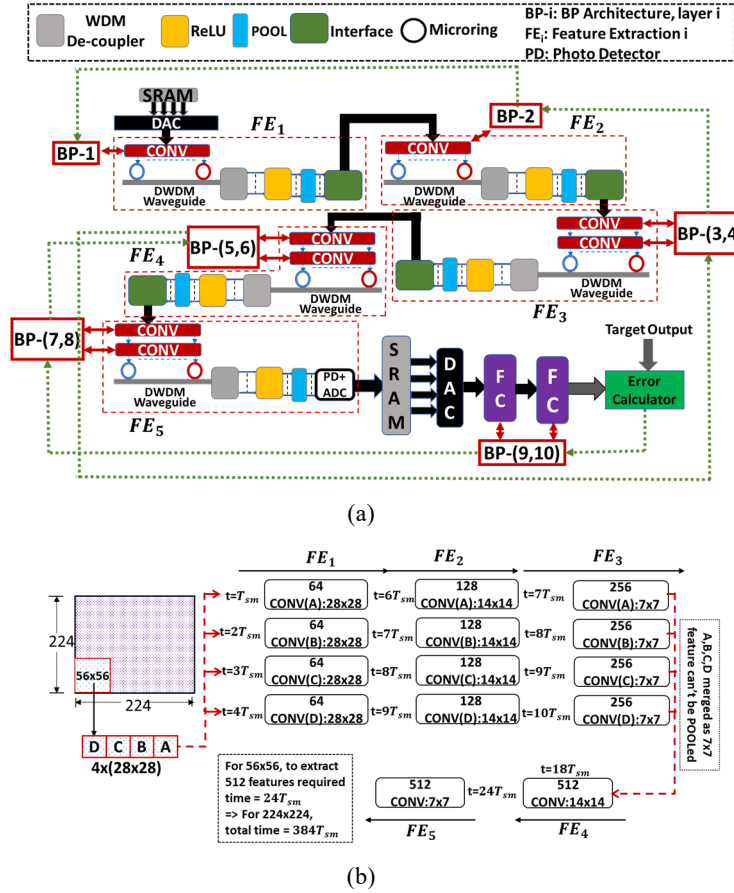 WDM
De-coupler
ReLU
POOL
Interface
Microring
BP-i: BP Architecture, layer i
FEᵢ: Feature Extraction i
PD: Photo Detector
SRAM
DAC
FE₁
BP-1
CONV
DWDM
Waveguide
BP-2
FE₂
CONV
DWDM
Waveguide
FE₄
BP-(5,6)
CONV
CONV
DWDM
Waveguide
CONV
CONV
BP-(3,4
DWDM
Waveguide
FE₃
BP-(7,8)
CONV
CONV
DWDM
Waveguide
FE₅
PD+
ADC
SRAM
DAC
FC
FC
Target Output
Error
Calculator
BP-(9,10)
(a)
FE₁
FE₂
FE₃
224
56x56
224
D C B A
4x(28x28)
t=Tₛₘ
64
CONV(A):28x28
t=6Tₛₘ
128
CONV(A):14x14
t=7Tₛₘ
256
CONV(A):7x7
t=2Tₛₘ
64
CONV(B):28x28
t=7Tₛₘ
128
CONV(B):14x14
t=8Tₛₘ
256
CONV(B):7x7
t=3Tₛₘ
64
CONV(C):28x28
t=8Tₛₘ
128
CONV(C):14x14
t=9Tₛₘ
256
CONV(C):7x7
t=4Tₛₘ
64
CONV(D):28x28
t=9Tₛₘ
128
CONV(D):14x14
t=10Tₛₘ
256
CONV(D):7x7
A,B,C,D merged as 7x7
feature can't be POOLed
For 56x56, to extract
512 features required
time = 24Tₛₘ
=> For 224x224,
total time = 384Tₛₘ
512
CONV:7x7
t=24Tₛₘ
t=18Tₛₘ
512
CONV:14x14
FE₅
FE₄
(b)